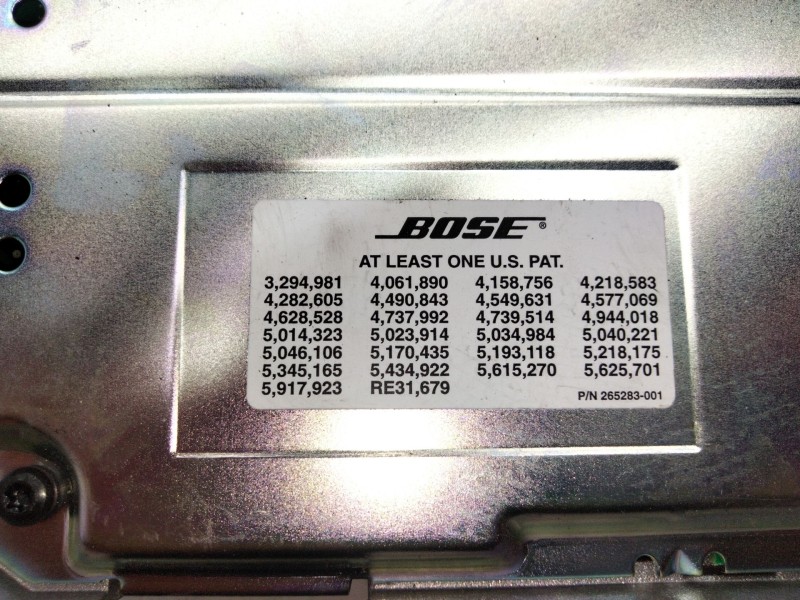 BOSE®
AT LEAST ONE U.S. PAT.
3,294,981 4,061,890 4,158,756 4,218,583
4,282,605 4,490,843 4,549,631 4,577,069
4,628,528 4,737,992 4,739,514 4,944,018
5,014,323 5,023,914 5,034,984 5,040,221
5,046,106 5,170,435 5,193,118 5,218,175
5,345,165 5,434,922 5,615,270 5,625,701
5,917,923 RE31,679 P/N 265283-001